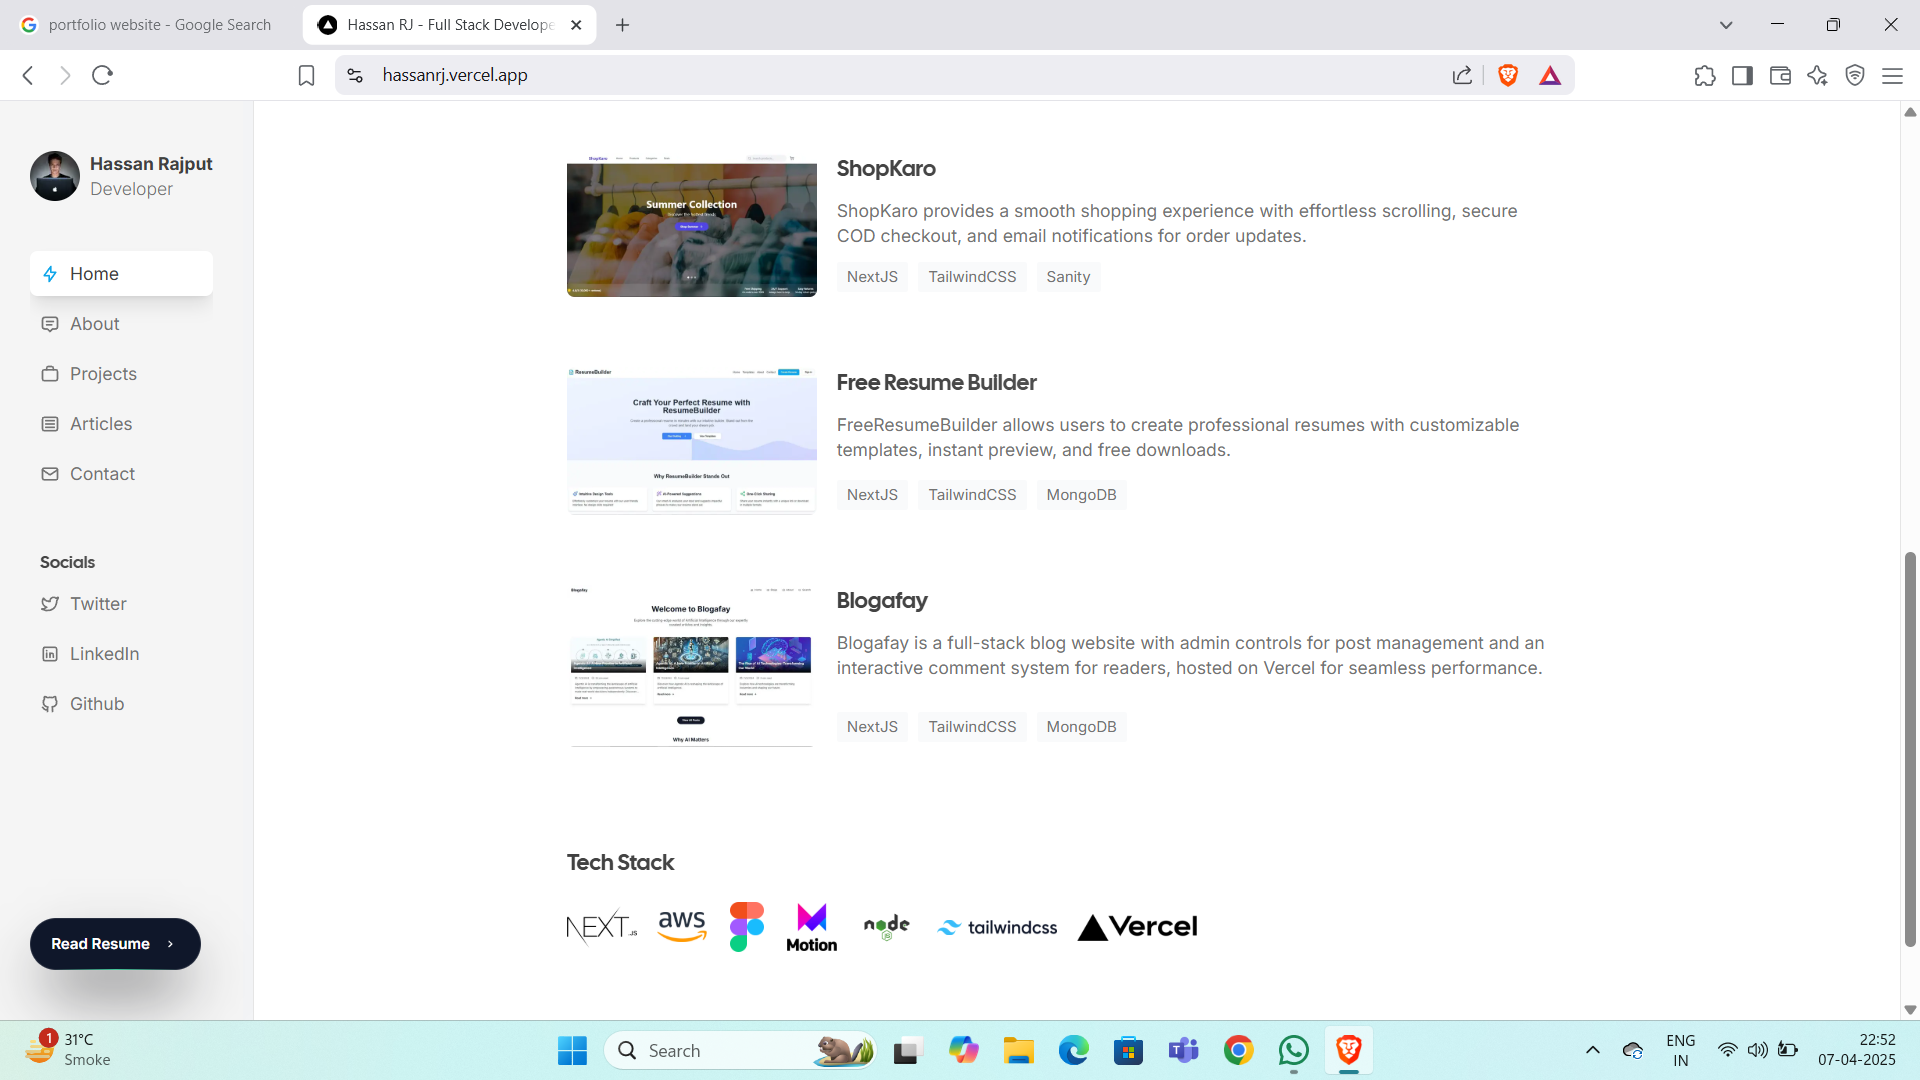 portfolio website - Google Search
Hassan RJ - Full Stack Develope
hassanrj.vercel.app
Hassan Rajput
Developer
Home
About
Projects
Articles
Contact
Socials
Twitter
LinkedIn
Github
Read Resume
ShopKaro
Summer Collection
ShopKaro
ShopKaro provides a smooth shopping experience with effortless scrolling, secure
COD checkout, and email notifications for order updates.
NextJS TailwindCSS Sanity
ResumeBuilder
Craft Your Perfect Resume with
ResumeBuilder
Why ResumeBuilder Stands Out
Free Resume Builder
FreeResumeBuilder allows users to create professional resumes with customizable
templates, instant preview, and free downloads.
NextJS TailwindCSS MongoDB
Blogafay
Welcome to Blogafay
Why AI Matters
Blogafay
Blogafay is a full-stack blog website with admin controls for post management and an
interactive comment system for readers, hosted on Vercel for seamless performance.
NextJS TailwindCSS MongoDB
Tech Stack
NEXT.JS aws Motion node JS tailwindcss Vercel
1
31°C
Smoke
Search
ENG
IN
22:52
07-04-2025